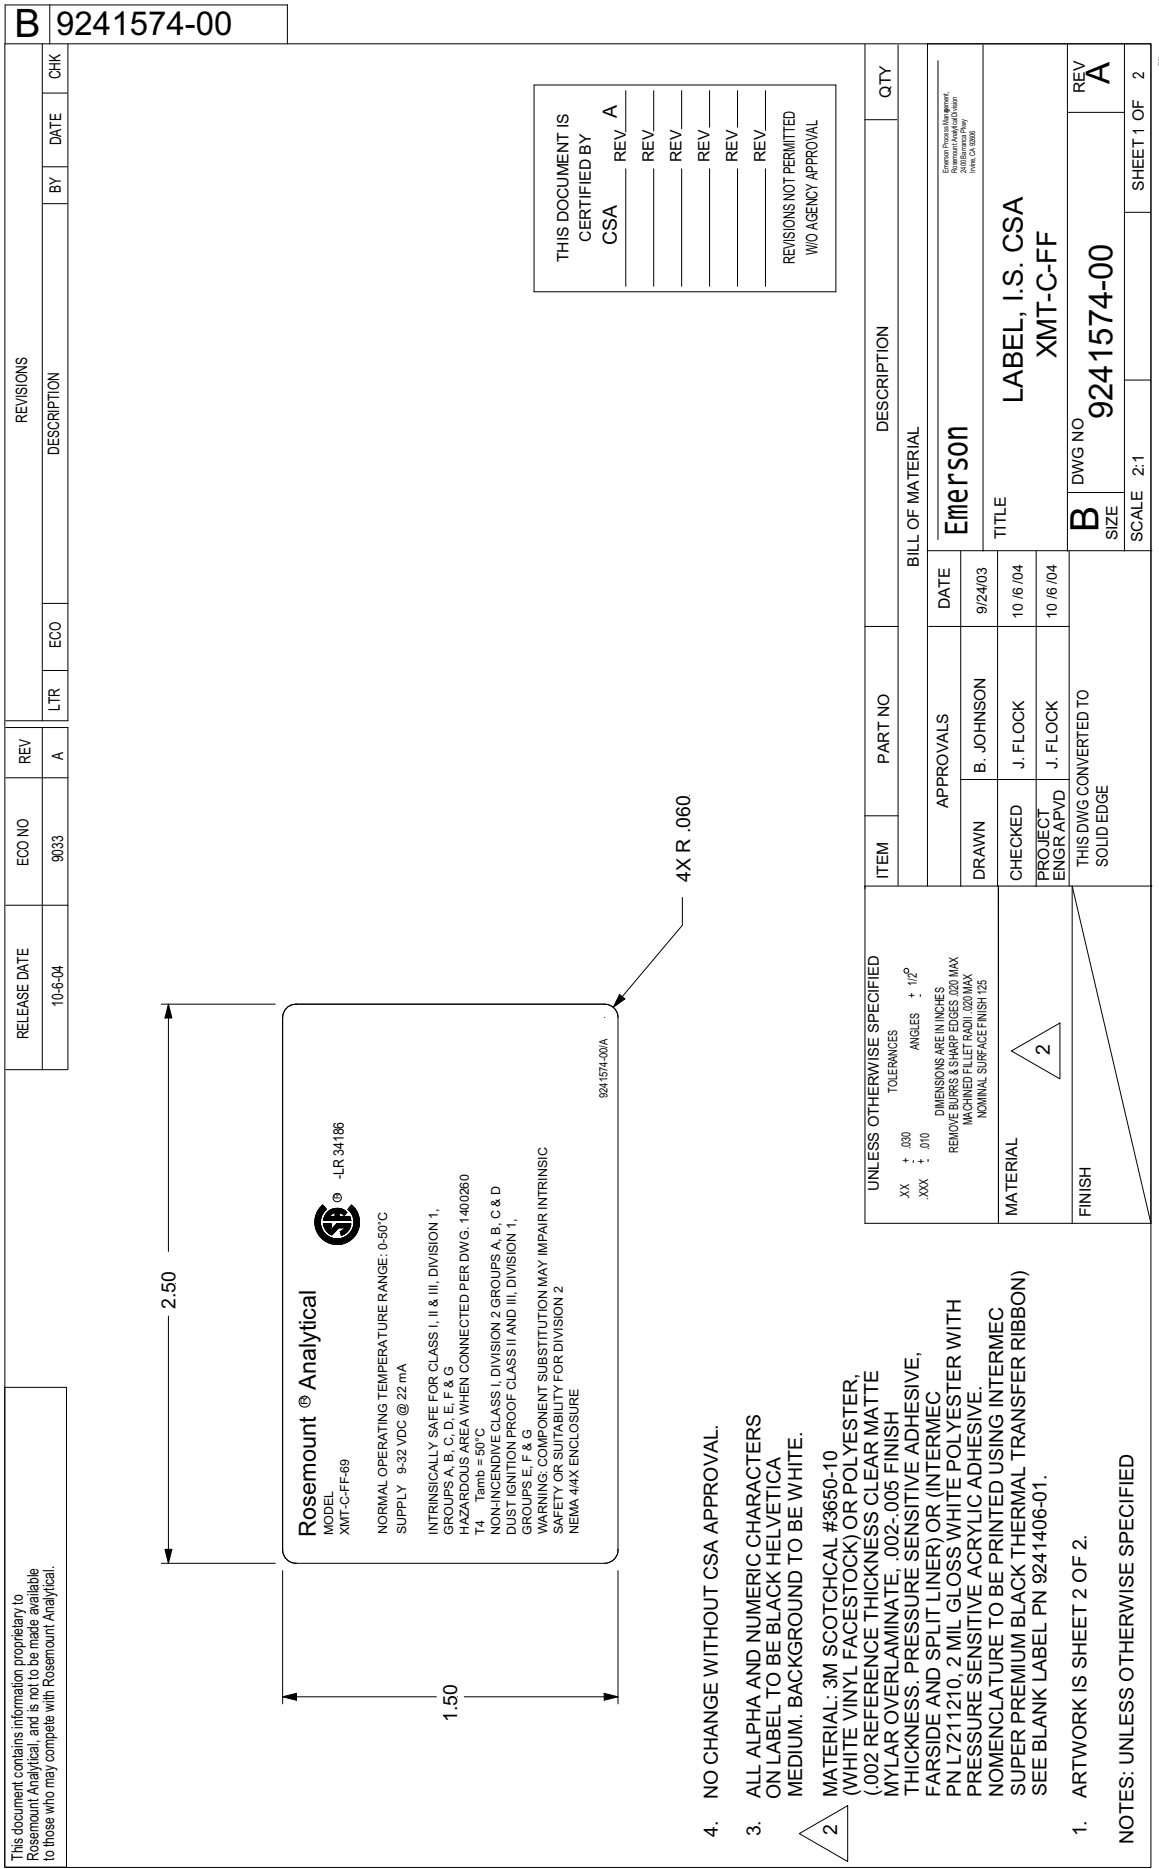 B 9241574-00
This document contains information proprietary to
Rosemount Analytical, and is not to be made available
to those who may compete with Rosemount Analytical.
RELEASE DATE ECO NO REV
10-6-04 9033 A
REVISIONS
LTR ECO DESCRIPTION BY DATE CHK
2.50
1.50
4X R .060
Rosemount ® Analytical
MODEL
XMT-C-FF-69
® -LR 34186
NORMAL OPERATING TEMPERATURE RANGE: 0-50°C
SUPPLY 9-32 VDC @ 22 mA
INTRINSICALLY SAFE FOR CLASS I, II & III, DIVISION 1,
GROUPS A, B, C, D, E, F & G
HAZARDOUS AREA WHEN CONNECTED PER DWG. 1400260
T4 Tamb = 50°C
NON-INCENDIVE CLASS I, DIVISION 2 GROUPS A, B, C & D
DUST IGNITION PROOF CLASS II AND III, DIVISION 1,
GROUPS E, F & G
WARNING: COMPONENT SUBSTITUTION MAY IMPAIR INTRINSIC
SAFETY OR SUITABILITY FOR DIVISION 2
NEMA 4/4X ENCLOSURE
9241574-00/A
THIS DOCUMENT IS
CERTIFIED BY
CSA REV A
REV
REV
REV
REV
REV
REVISIONS NOT PERMITTED
W/O AGENCY APPROVAL
4. NO CHANGE WITHOUT CSA APPROVAL.
3. ALL ALPHA AND NUMERIC CHARACTERS
ON LABEL TO BE BLACK HELVETICA
MEDIUM. BACKGROUND TO BE WHITE.
2 MATERIAL: 3M SCOTCHCAL #3650-10
(WHITE VINYL FACESTOCK) OR POLYESTER,
(.002 REFERENCE THICKNESS CLEAR MATTE
MYLAR OVERLAMINATE, .002-.005 FINISH
THICKNESS. PRESSURE SENSITIVE ADHESIVE,
FARSIDE AND SPLIT LINER) OR (INTERMEC
PN L7211210, 2 MIL GLOSS WHITE POLYESTER WITH
PRESSURE SENSITIVE ACRYLIC ADHESIVE.
NOMENCLATURE TO BE PRINTED USING INTERMEC
SUPER PREMIUM BLACK THERMAL TRANSFER RIBBON)
SEE BLANK LABEL PN 9241406-01.
1. ARTWORK IS SHEET 2 OF 2.
NOTES: UNLESS OTHERWISE SPECIFIED
UNLESS OTHERWISE SPECIFIED
TOLERANCES
.XX ± .030 ANGLES ± 1/2°
.XXX ± .010
DIMENSIONS ARE IN INCHES
REMOVE BURRS & SHARP EDGES .020 MAX
MACHINED FILLET RADII .020 MAX
NOMINAL SURFACE FINISH 125
MATERIAL
2
FINISH
ITEM PART NO DESCRIPTION QTY
BILL OF MATERIAL
APPROVALS DATE
DRAWN B. JOHNSON 9/24/03
CHECKED J. FLOCK 10 /6 /04
PROJECT
ENGR APVD J. FLOCK 10 /6 /04
THIS DWG CONVERTED TO
SOLID EDGE
Emerson
Emerson Process Management,
Rosemount Analytical Division
2400 Barranca Pkwy
Irvine, CA 92606
TITLE
LABEL, I.S. CSA
XMT-C-FF
B SIZE
DWG NO
9241574-00
REV
A
SCALE 2:1
SHEET 1 OF 2